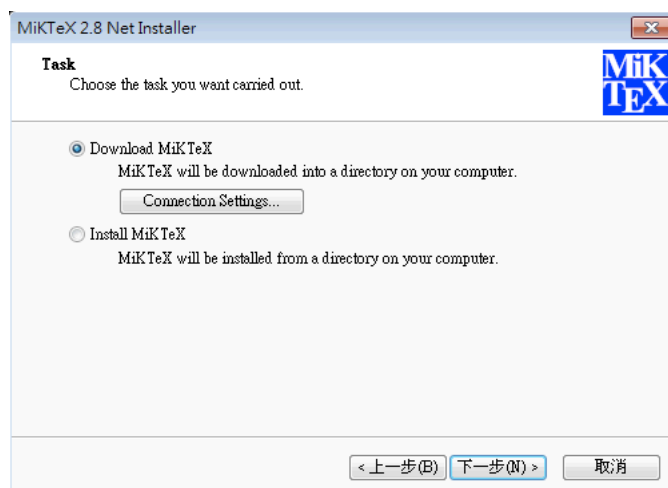 MiKTeX 2.8 Net Installer
Task
Choose the task you want carried out.
MiK
TEX
Download MiKTeX
MiKTeX will be downloaded into a directory on your computer.
Connection Settings...
Install MiKTeX
MiKTeX will be installed from a directory on your computer.
< 上一步(B) 下一步(N) > 取消